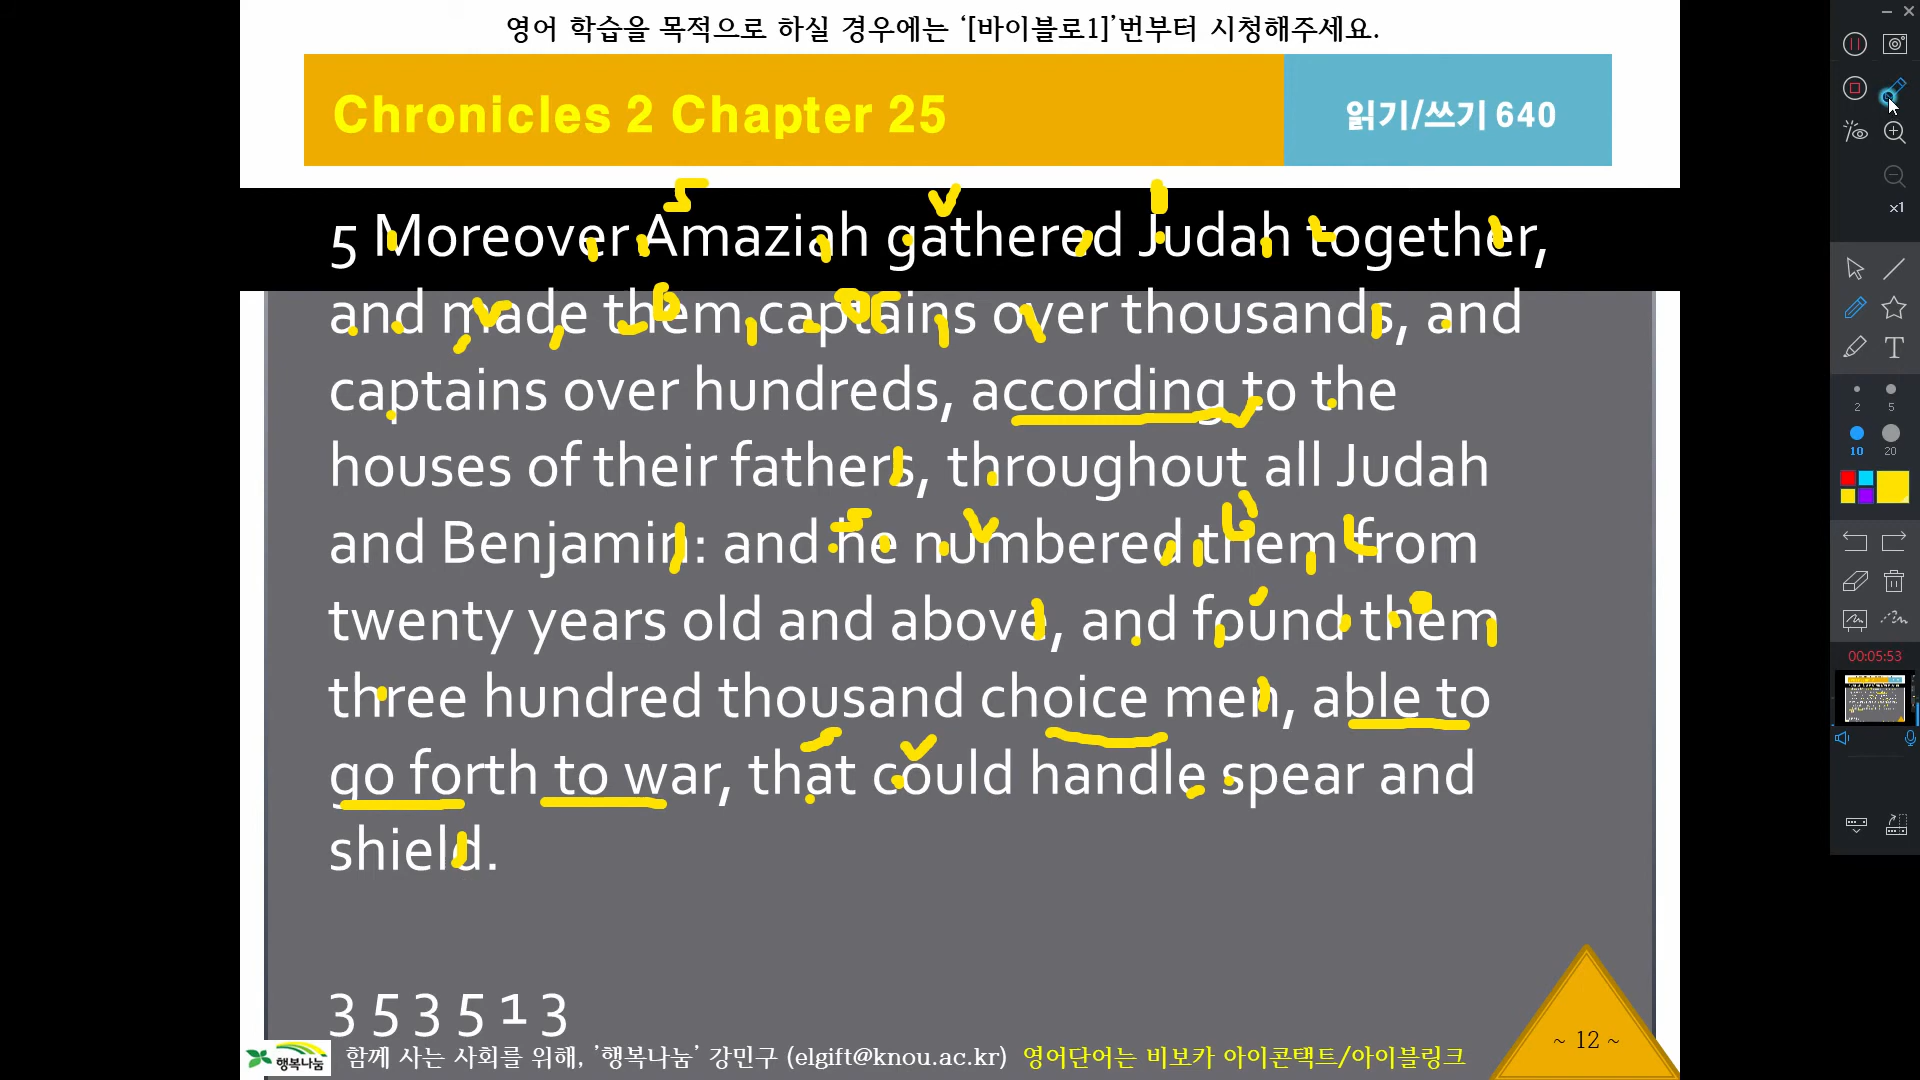 영어 학습을 목적으로 하실 경우에는 ‘[바이블로1]’번부터 시청해주세요.
Chronicles 2 Chapter 25
읽기/쓰기 640
5 Moreover Amaziah gathered Judah together,
and made them captains over thousands, and
captains over hundreds, according to the
houses of their fathers, throughout all Judah
and Benjamin: and he numbered them from
twenty years old and above, and found them
three hundred thousand choice men, able to
go forth to war, that could handle spear and
shield.
3 5 3 5 1 3
~ 12 ~
행복나눔
함께 사는 사회를 위해, ’행복나눔’ 강민구 (elgift@knou.ac.kr) 영어단어는 비보카 아이콘택트/아이블링크
x1
T
2 5
10 20
00:05:53